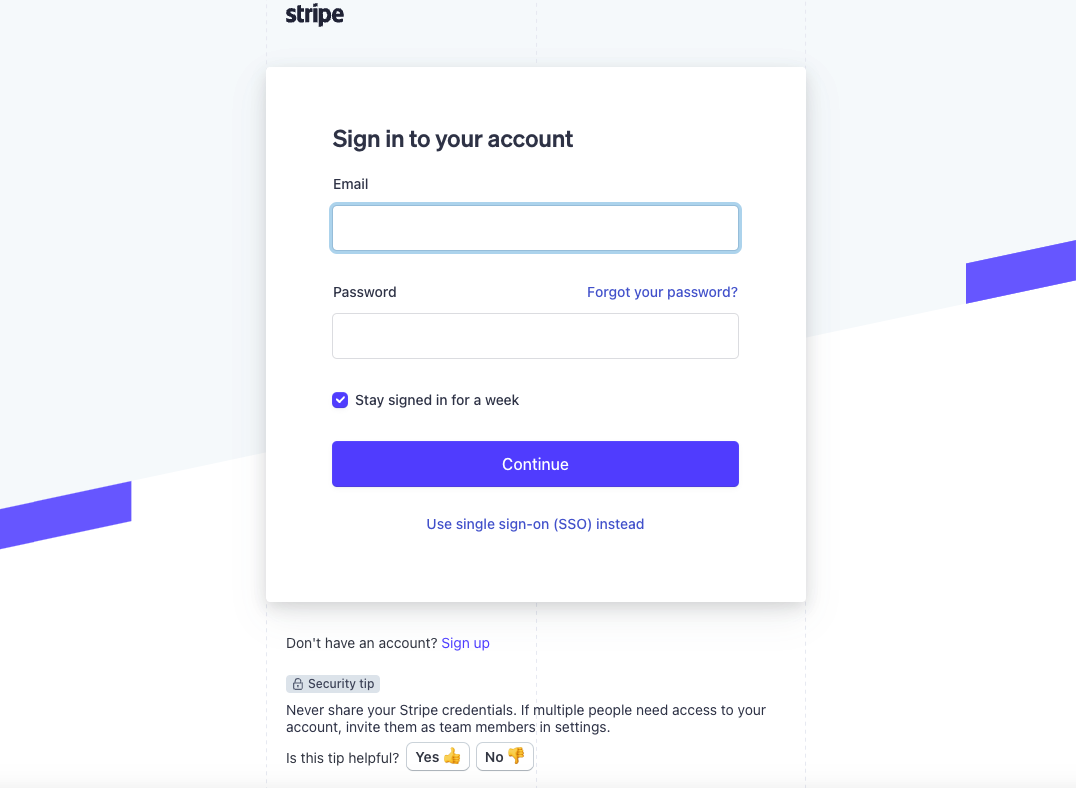 stripe
Sign in to your account
Email
Password
Forgot your password?
Stay signed in for a week
Continue
Use single sign-on (SSO) instead
Don't have an account? Sign up
Security tip
Never share your Stripe credentials. If multiple people need access to your
account, invite them as team members in settings.
Is this tip helpful? Yes 👍 No 👎